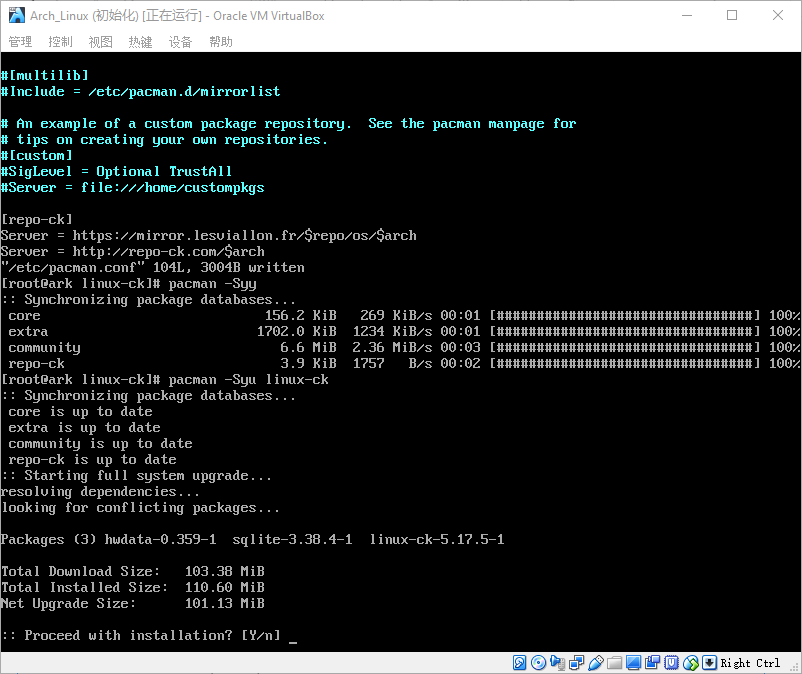 Arch_Linux (初始化) [正在运行] - Oracle VM VirtualBox
管理 控制 视图 热键 设备 帮助
#[multilib]
#Include = /etc/pacman.d/mirrorlist
# An example of a custom package repository.  See the pacman manpage for
# tips on creating your own repositories.
#[custom]
#SigLevel = Optional TrustAll
#Server = file:///home/custompkgs
[repo-ck]
Server = https://mirror.lesviallon.fr/$repo/os/$arch
Server = http://repo-ck.com/$arch
"/etc/pacman.conf" 104L, 3004B written
[root@ark linux-ck]# pacman -Syy
:: Synchronizing package databases...
 core                            156.2 KiB   269 KiB/s 00:01 [################################] 100%
 extra                          1702.0 KiB  1234 KiB/s 00:01 [################################] 100%
 community                         6.6 MiB  2.36 MiB/s 00:03 [################################] 100%
 repo-ck                           3.9 KiB  1757   B/s 00:02 [################################] 100%
[root@ark linux-ck]# pacman -Syu linux-ck
:: Synchronizing package databases...
 core is up to date
 extra is up to date
 community is up to date
 repo-ck is up to date
:: Starting full system upgrade...
resolving dependencies...
looking for conflicting packages...
Packages (3) hwdata-0.359-1  sqlite-3.38.4-1  linux-ck-5.17.5-1
Total Download Size:   103.38 MiB
Total Installed Size:  110.60 MiB
Net Upgrade Size:      101.13 MiB
:: Proceed with installation? [Y/n] _
Right Ctrl